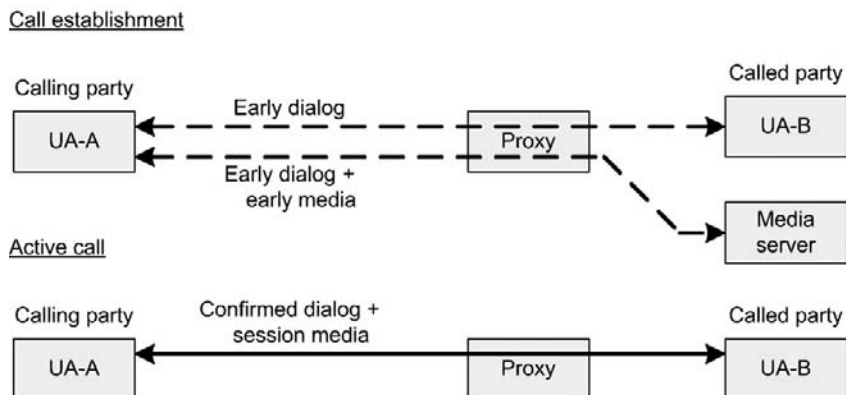 Call establishment
Calling party
Called party
Early dialog
UA-A
Proxy
UA-B
Early dialog +
early media
Media
server
Active call
Calling party
Confirmed dialog +
session media
Called party
UA-A
Proxy
UA-B